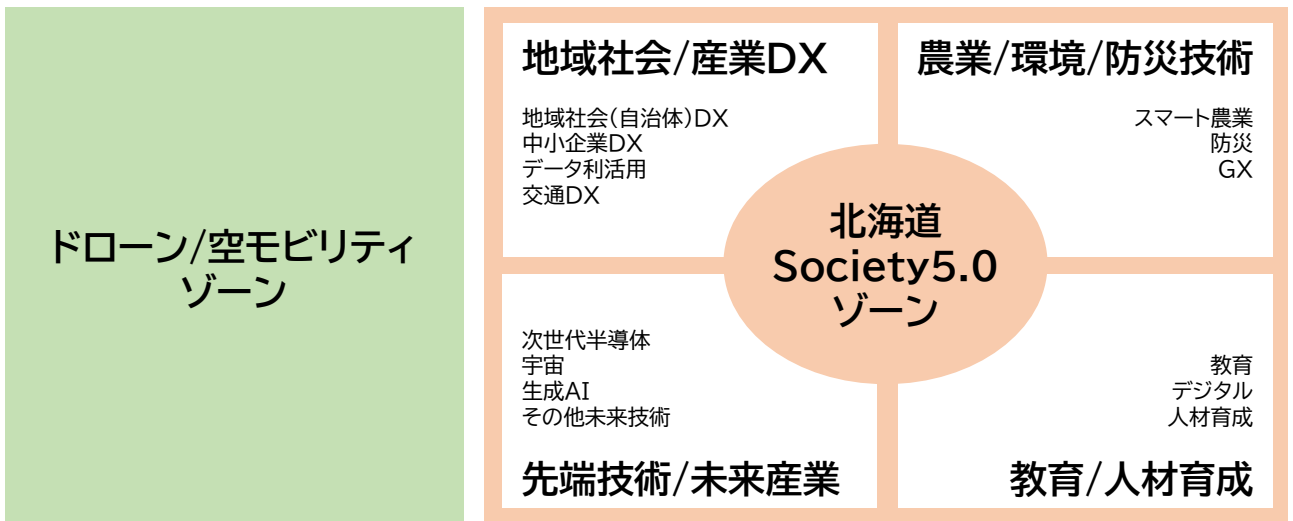 ドローン/空モビリティ
ゾーン
地域社会/産業DX
地域社会(自治体)DX
中小企業DX
データ利活用
交通DX
農業/環境/防災技術
スマート農業
防災
GX
北海道
Society5.0
ゾーン
次世代半導体
宇宙
生成AI
その他未来技術
先端技術/未来産業
教育
デジタル
人材育成
教育/人材育成